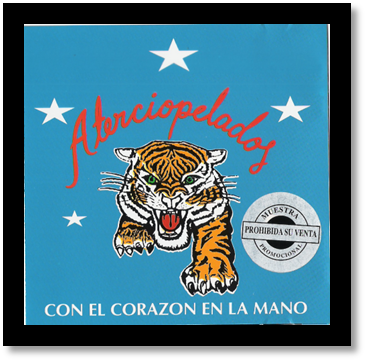 Aterciopelados
MUESTRA
PROHIBIDA SU VENTA
PROMOCIONAL
CON EL CORAZON EN LA MANO